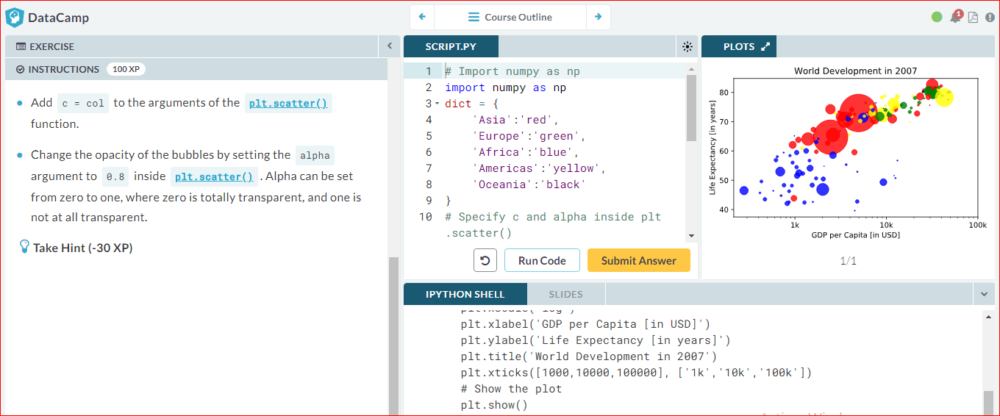 DataCamp
Course Outline
1
EXERCISE
INSTRUCTIONS 100 XP
Add c = col to the arguments of the plt.scatter()
function.
Change the opacity of the bubbles by setting the alpha
argument to 0.8 inside plt.scatter() . Alpha can be set
from zero to one, where zero is totally transparent, and one is
not at all transparent.
Take Hint (-30 XP)
SCRIPT.PY
1 # Import numpy as np
2 import numpy as np
3 dict = {
4 'Asia':'red',
5 'Europe':'green',
6 'Africa':'blue',
7 'Americas':'yellow',
8 'Oceania':'black'
9 }
10 # Specify c and alpha inside plt
.scatter()
Run Code
Submit Answer
PLOTS
World Development in 2007
Life Expectancy [in years]
80
70
60
50
40
1k 10k 100k
GDP per Capita [in USD]
1/1
IPYTHON SHELL
SLIDES
plt.xscale('log')
plt.xlabel('GDP per Capita [in USD]')
plt.ylabel('Life Expectancy [in years]')
plt.title('World Development in 2007')
plt.xticks([1000,10000,100000], ['1k','10k','100k'])
# Show the plot
plt.show()